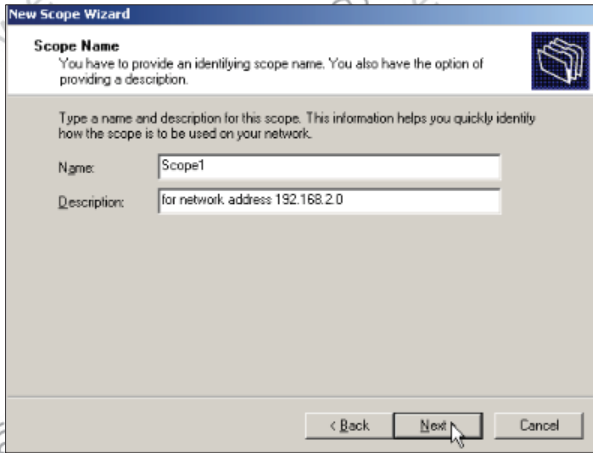 New Scope Wizard
Scope Name
You have to provide an identifying scope name. You also have the option of
providing a description.
Type a name and description for this scope. This information helps you quickly identify
how the scope is to be used on your network.
Name: Scope1
Description: for network address 192.168.2.0
< Back Next > Cancel